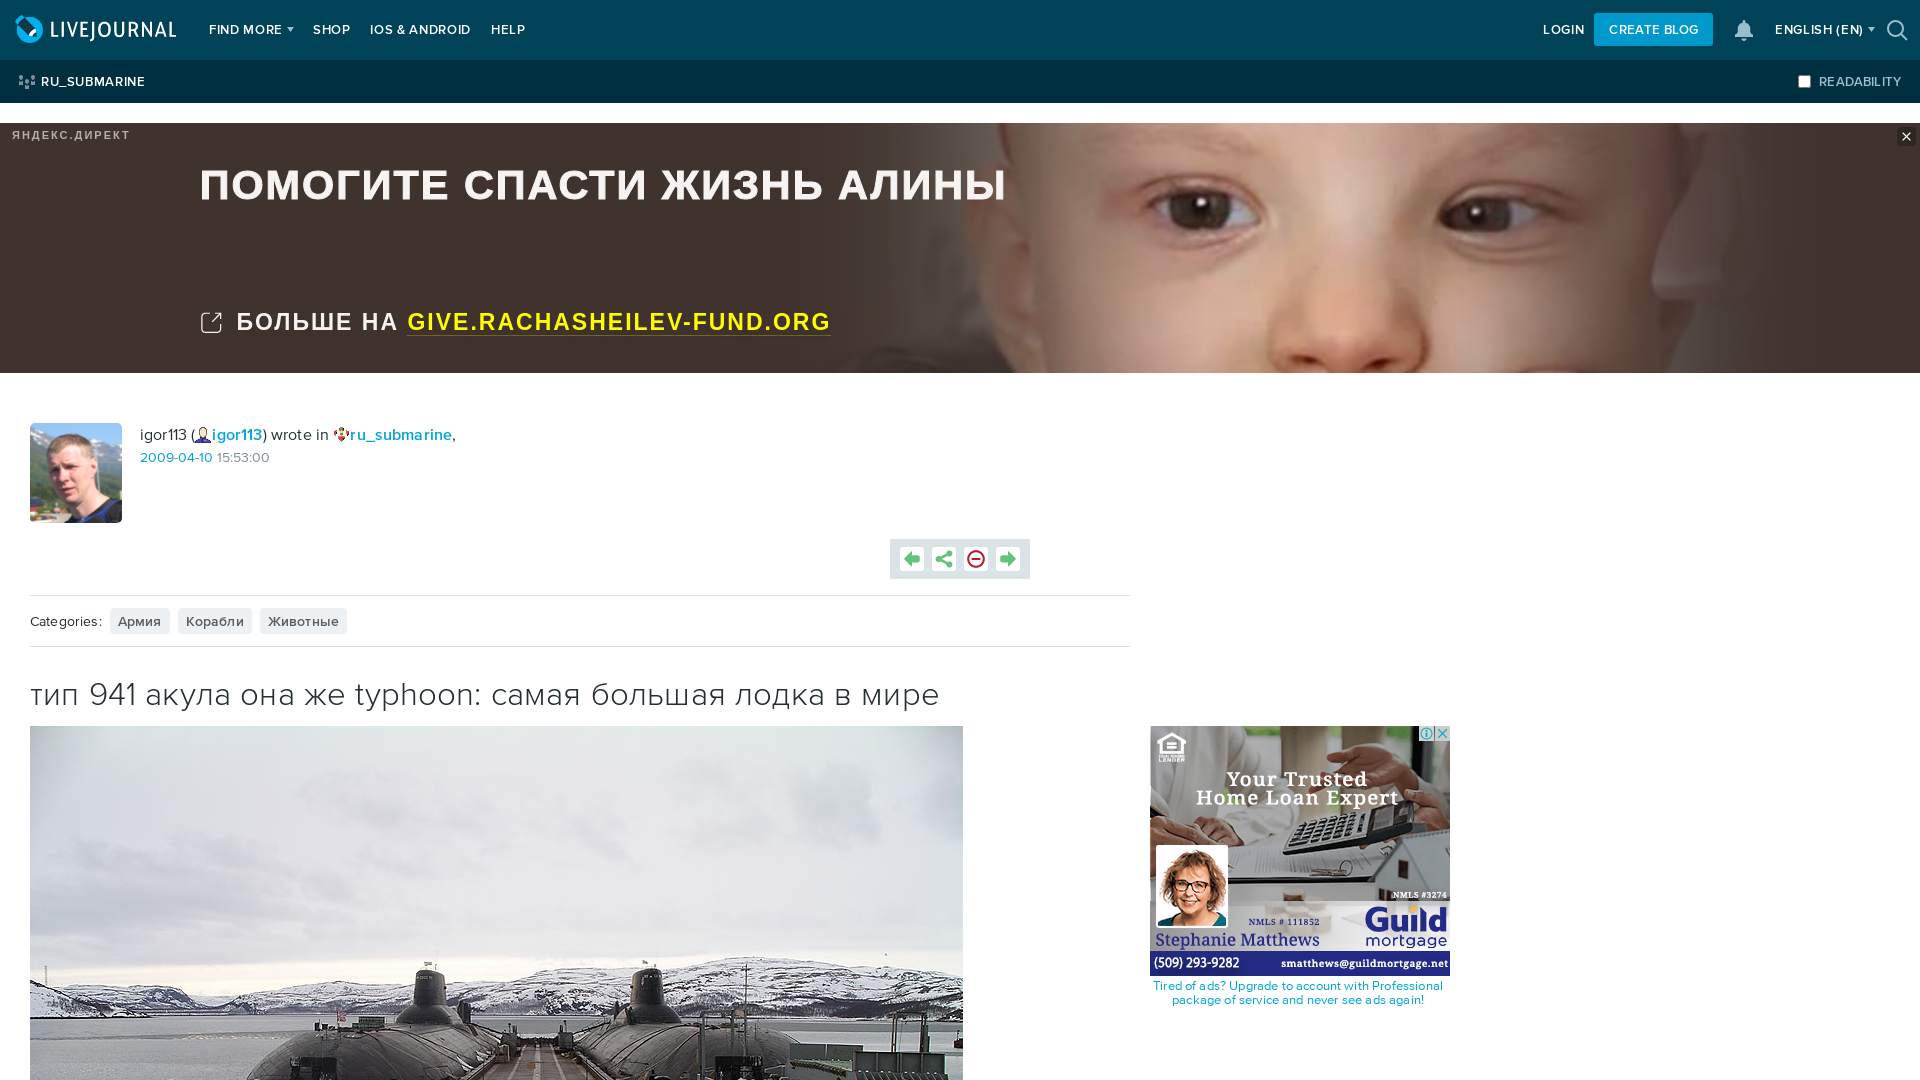 LIVEJOURNAL
FIND MORE
SHOP
IOS & ANDROID
HELP
LOGIN
CREATE BLOG
ENGLISH (EN)
RU_SUBMARINE
READABILITY
ЯНДЕКС.ДИРЕКТ
ПОМОГИТЕ СПАСТИ ЖИЗНЬ АЛИНЫ
БОЛЬШЕ НА GIVE.RACHASHEILEV-FUND.ORG
igor113 (igor113) wrote in ru_submarine,
2009-04-10 15:53:00
Categories: Армия Корабли Животные
тип 941 акула она же typhoon: самая большая лодка в мире
Your Trusted
Home Loan Expert
NMLS #3274
NMLS # 111852
Guild
mortgage
Stephanie Matthews
(509) 293-9282
smatthews@guildmortgage.net
Tired of ads? Upgrade to account with Professional
package of service and never see ads again!